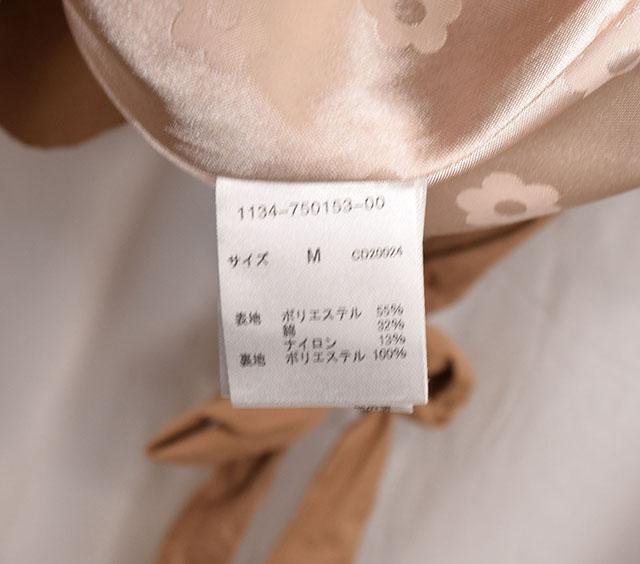 1134-750153-00
サイズ M CD20024
表地 ポリエステル 55%
綿 32%
ナイロン 13%
裏地 ポリエステル 100%